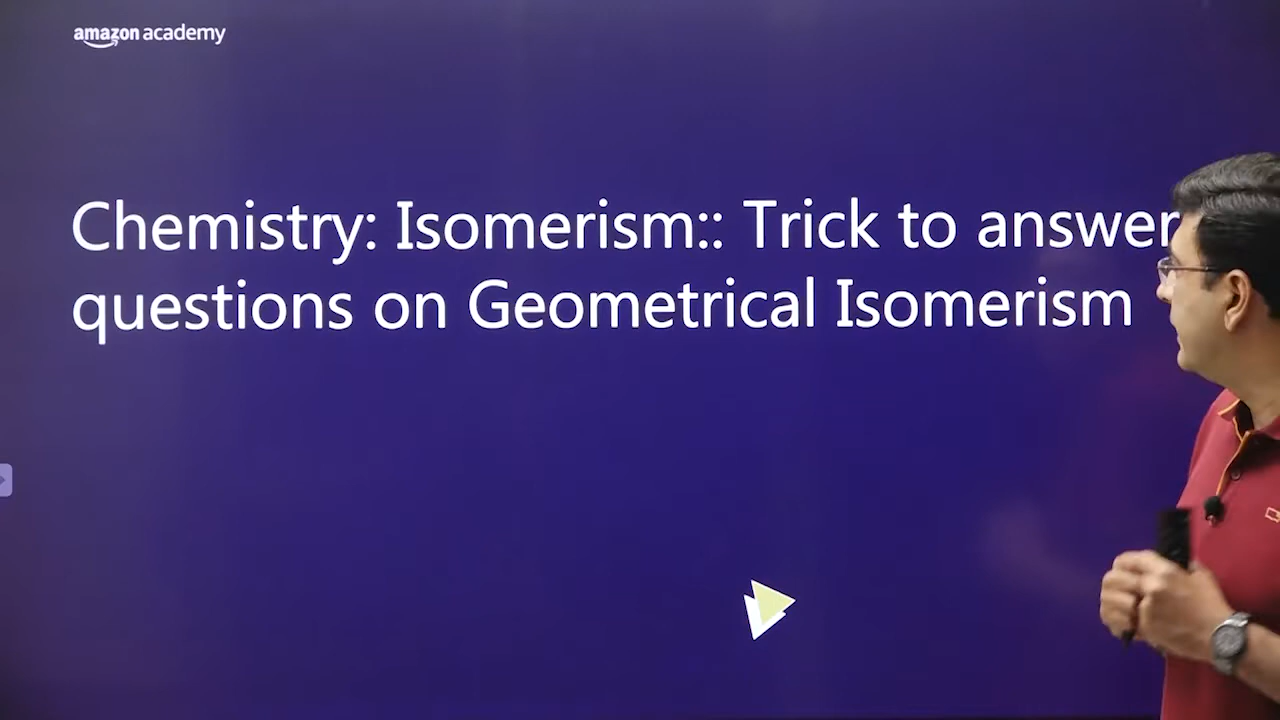 amazon academy
Chemistry: Isomerism:: Trick to answer
questions on Geometrical Isomerism